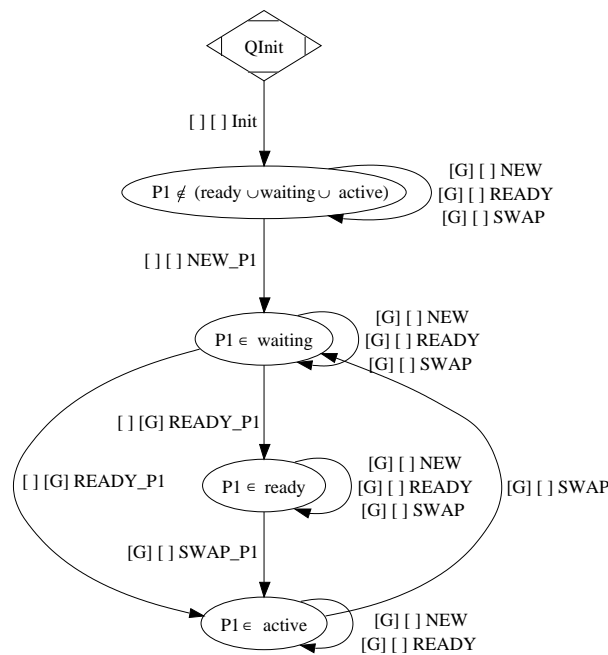 QInit
[ ] [ ] Init
P1 ∉ (ready ∪waiting∪ active)
[G] [ ] NEW
[G] [ ] READY
[G] [ ] SWAP
[ ] [ ] NEW_P1
P1 ∈ waiting
[G] [ ] NEW
[G] [ ] READY
[G] [ ] SWAP
[ ] [G] READY_P1
[ ] [G] READY_P1
P1 ∈ ready
[G] [ ] NEW
[G] [ ] READY
[G] [ ] SWAP
[G] [ ] SWAP
[G] [ ] SWAP_P1
P1 ∈ active
[G] [ ] NEW
[G] [ ] READY